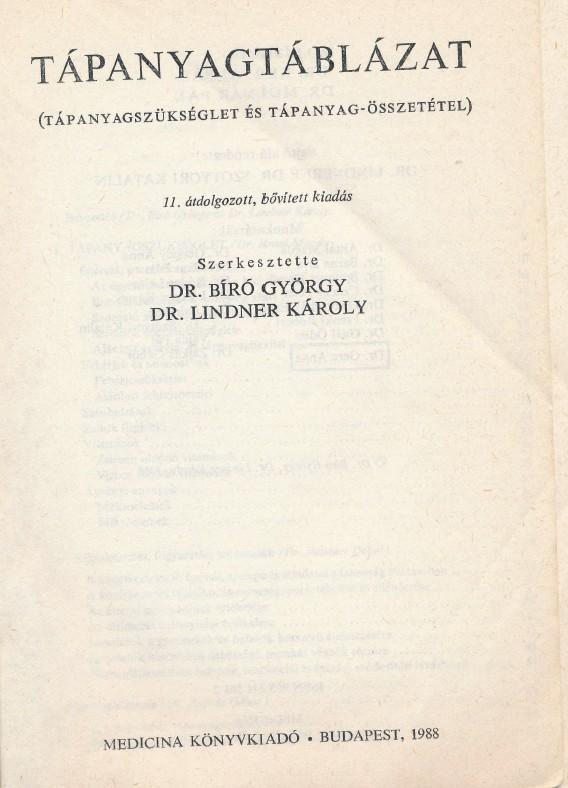 TÁPANYAGTÁBLÁZAT
(TÁPANYAGSZÜKSÉGLET ÉS TÁPANYAG-ÖSSZETÉTEL)
11. átdolgozott, bővített kiadás
Szerkesztette
DR. BÍRÓ GYÖRGY
DR. LINDNER KÁROLY
MEDICINA KÖNYVKIADÓ • BUDAPEST, 1988